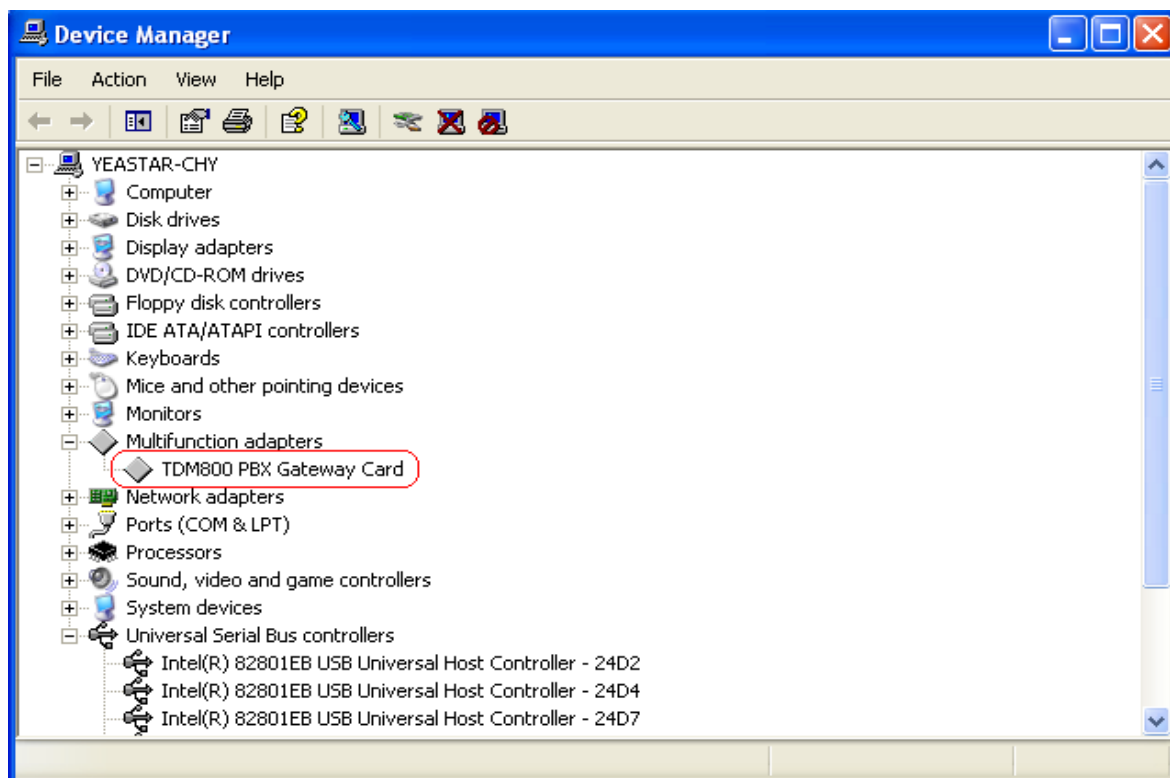 Device Manager
File Action View Help
YEASTAR-CHY
Computer
Disk drives
Display adapters
DVD/CD-ROM drives
Floppy disk controllers
IDE ATA/ATAPI controllers
Keyboards
Mice and other pointing devices
Monitors
Multifunction adapters
TDM800 PBX Gateway Card
Network adapters
Ports (COM & LPT)
Processors
Sound, video and game controllers
System devices
Universal Serial Bus controllers
Intel(R) 82801EB USB Universal Host Controller - 24D2
Intel(R) 82801EB USB Universal Host Controller - 24D4
Intel(R) 82801EB USB Universal Host Controller - 24D7